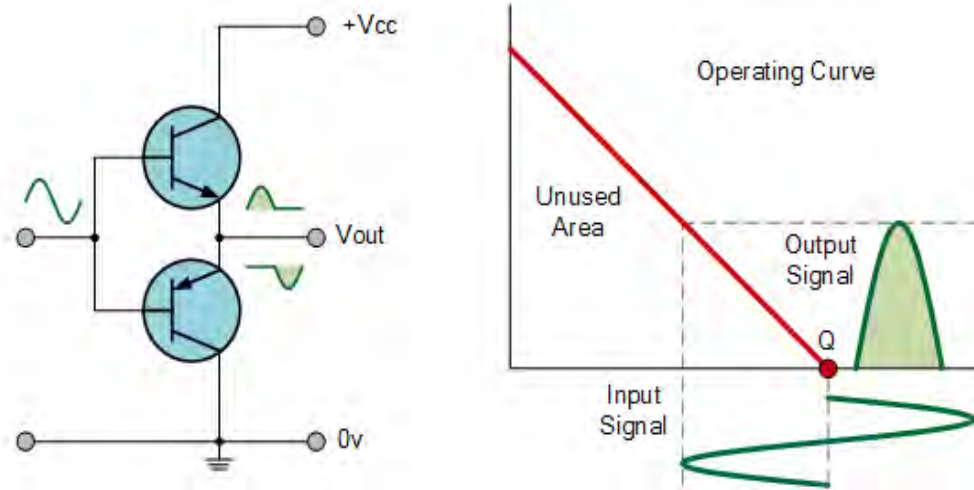 +Vcc
Vout
0v
Operating Curve
Unused
Area
Output
Signal
Q
Input
Signal